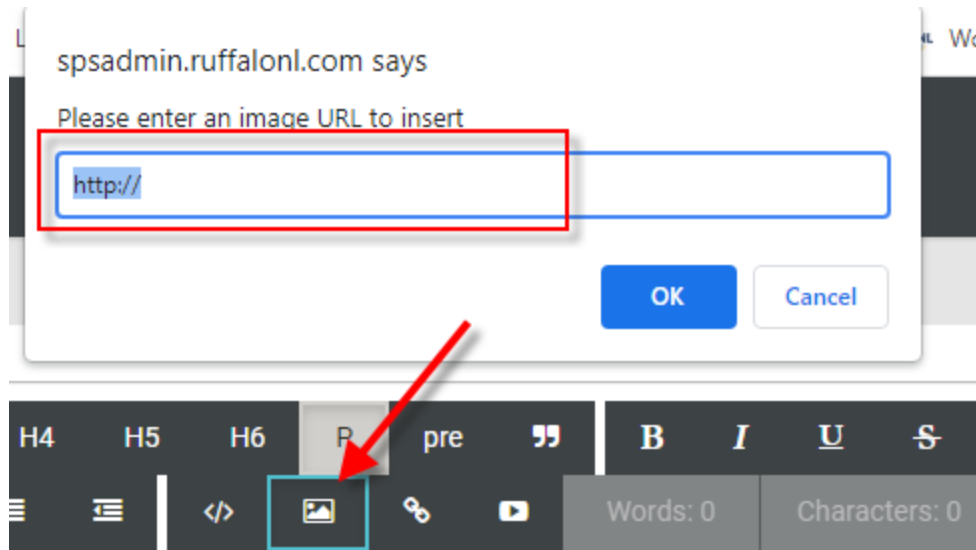 spsadmin.ruffalonl.com says
Please enter an image URL to insert
http://
OK Cancel
H4 H5 H6 P pre B I U S
</> Words: 0 Characters: 0